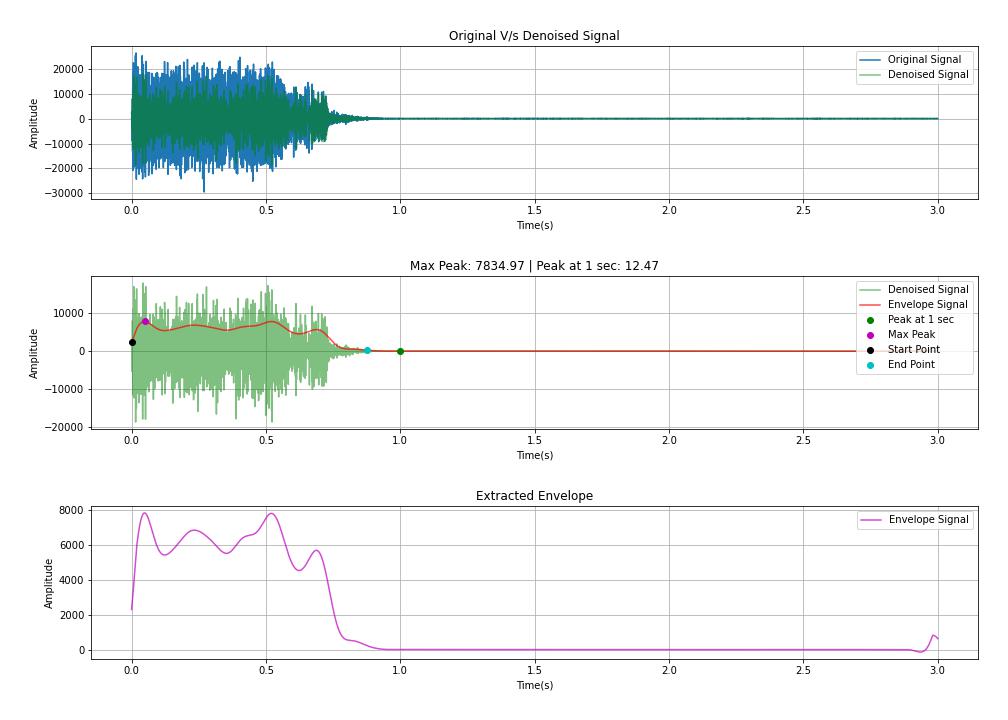 Original V/s Denoised Signal
20000
10000
0
−10000
−20000
−30000
Amplitude
Original Signal
Denoised Signal
0.0 0.5 1.0 1.5 2.0 2.5 3.0
Time(s)
Max Peak: 7834.97 | Peak at 1 sec: 12.47
10000
0
−10000
−20000
Amplitude
Denoised Signal
Envelope Signal
Peak at 1 sec
Max Peak
Start Point
End Point
0.0 0.5 1.0 1.5 2.0 2.5 3.0
Time(s)
Extracted Envelope
8000
6000
4000
2000
0
Amplitude
Envelope Signal
0.0 0.5 1.0 1.5 2.0 2.5 3.0
Time(s)